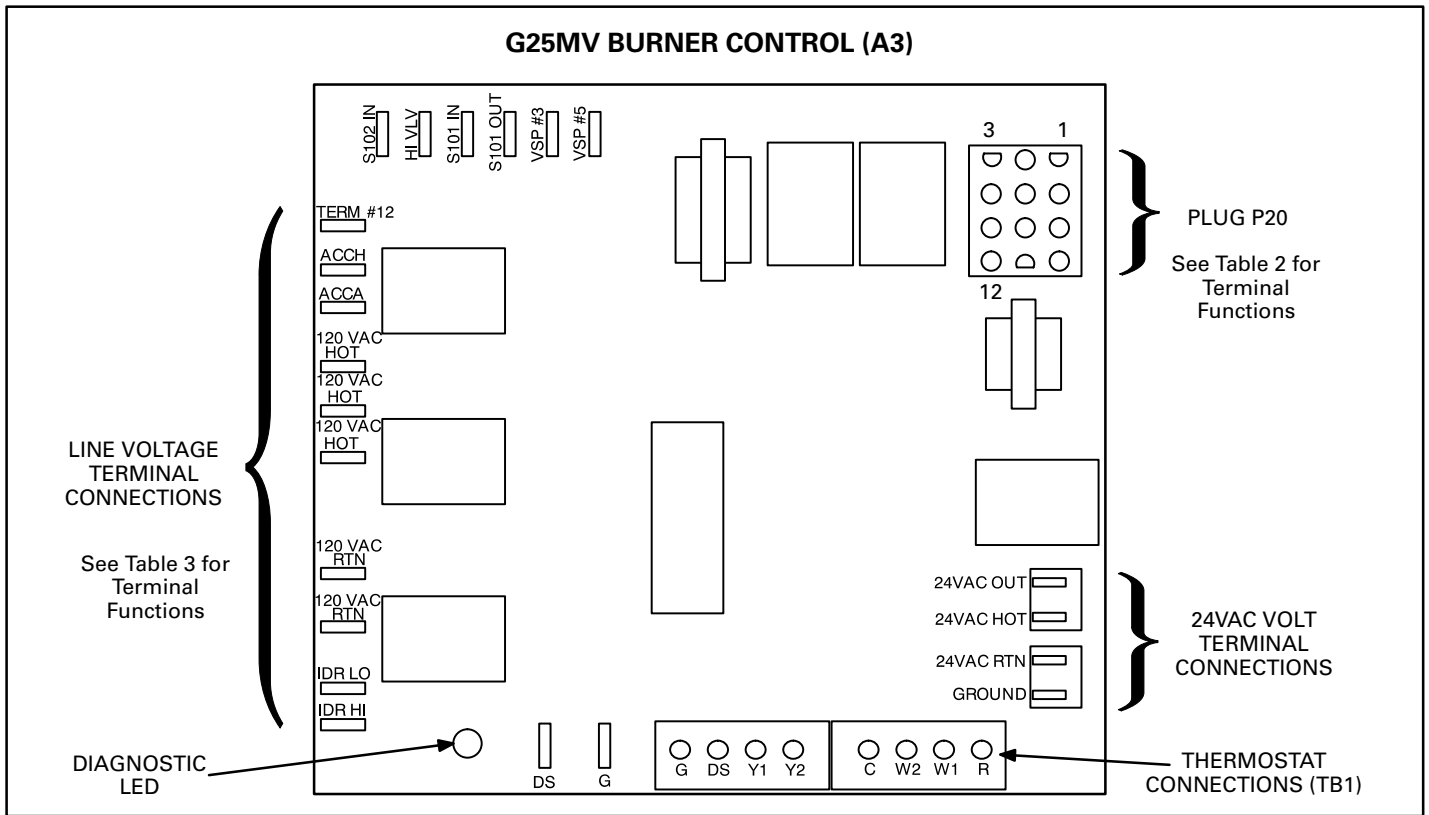 G25MV BURNER CONTROL (A3)
S102 IN
HI VLV
S101 IN
S101 OUT
VSP #3
VSP #5
3 1
12
PLUG P20
See Table 2 for
Terminal
Functions
TERM #12
ACCH
ACCA
120 VAC
HOT
120 VAC
HOT
120 VAC
HOT
LINE VOLTAGE
TERMINAL
CONNECTIONS
See Table 3 for
Terminal
Functions
120 VAC
RTN
120 VAC
RTN
IDR LO
IDR HI
24VAC OUT
24VAC HOT
24VAC RTN
GROUND
24VAC VOLT
TERMINAL
CONNECTIONS
DIAGNOSTIC
LED
DS
G
G DS Y1 Y2
C W2 W1 R
THERMOSTAT
CONNECTIONS (TB1)